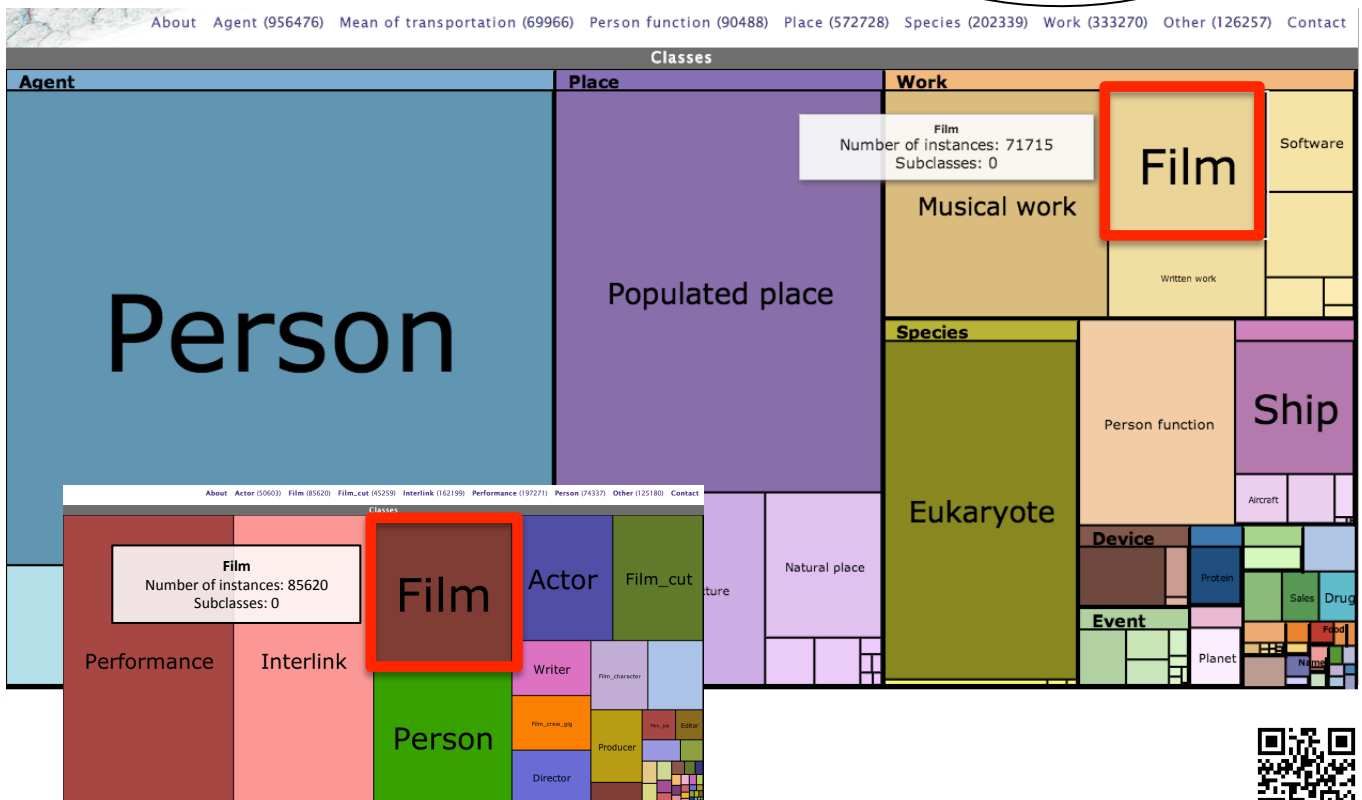 About Agent (956476) Mean of transportation (69966) Person function (90488) Place (572728) Species (202339) Work (333270) Other (126257) Contact
Classes
Agent
Place
Work
Film
Number of instances: 71715
Subclasses: 0
Film
Software
Musical work
Written work
Person
Populated place
Species
Person function
Ship
Eukaryote
Aircraft
Device
Protein
Sales
Drug
Natural place
cture
Event
Planet
Food
Name
About Actor (50603) Film (85620) Film_cut (45259) Interlink (162199) Performance (197271) Person (74337) Other (125180) Contact
Classes
Film
Number of instances: 85620
Subclasses: 0
Film
Actor
Film_cut
Performance
Interlink
Writer
Film_character
Person
Film_crew_gig
Producer
Editor
Director